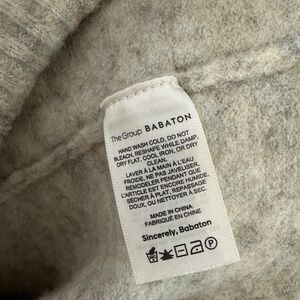 The Group BABATON
HAND WASH COLD, DO NOT
BLEACH, RESHAPE WHILE DAMP,
DRY FLAT, COOL IRON, OR DRY
CLEAN.
LAVER À LA MAIN À L'EAU
FROIDE, NE PAS JAVELISER,
REMODELER PENDANT QUE
L'ARTICLE EST ENCORE HUMIDE,
SÉCHER À PLAT, REPASSAGE
DOUX, OU NETTOYER À SEC.
MADE IN CHINA
FABRIQUÉ EN CHINE
Sincerely, Babaton
P